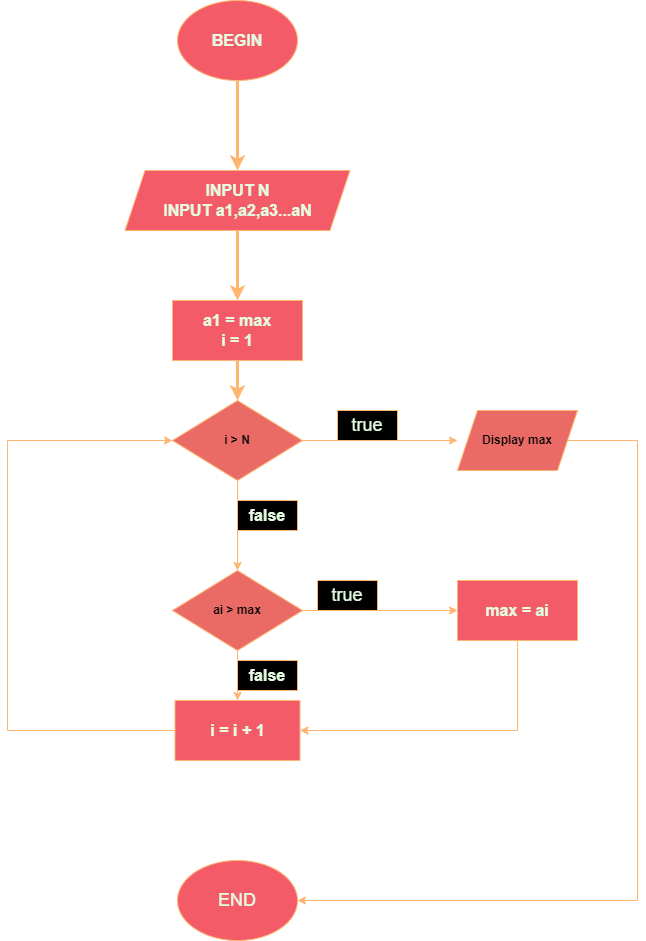 BEGIN
INPUT N
INPUT a1,a2,a3...aN
a1 = max
i = 1
i > N
true
Display max
false
ai > max
true
max = ai
false
i = i + 1
END